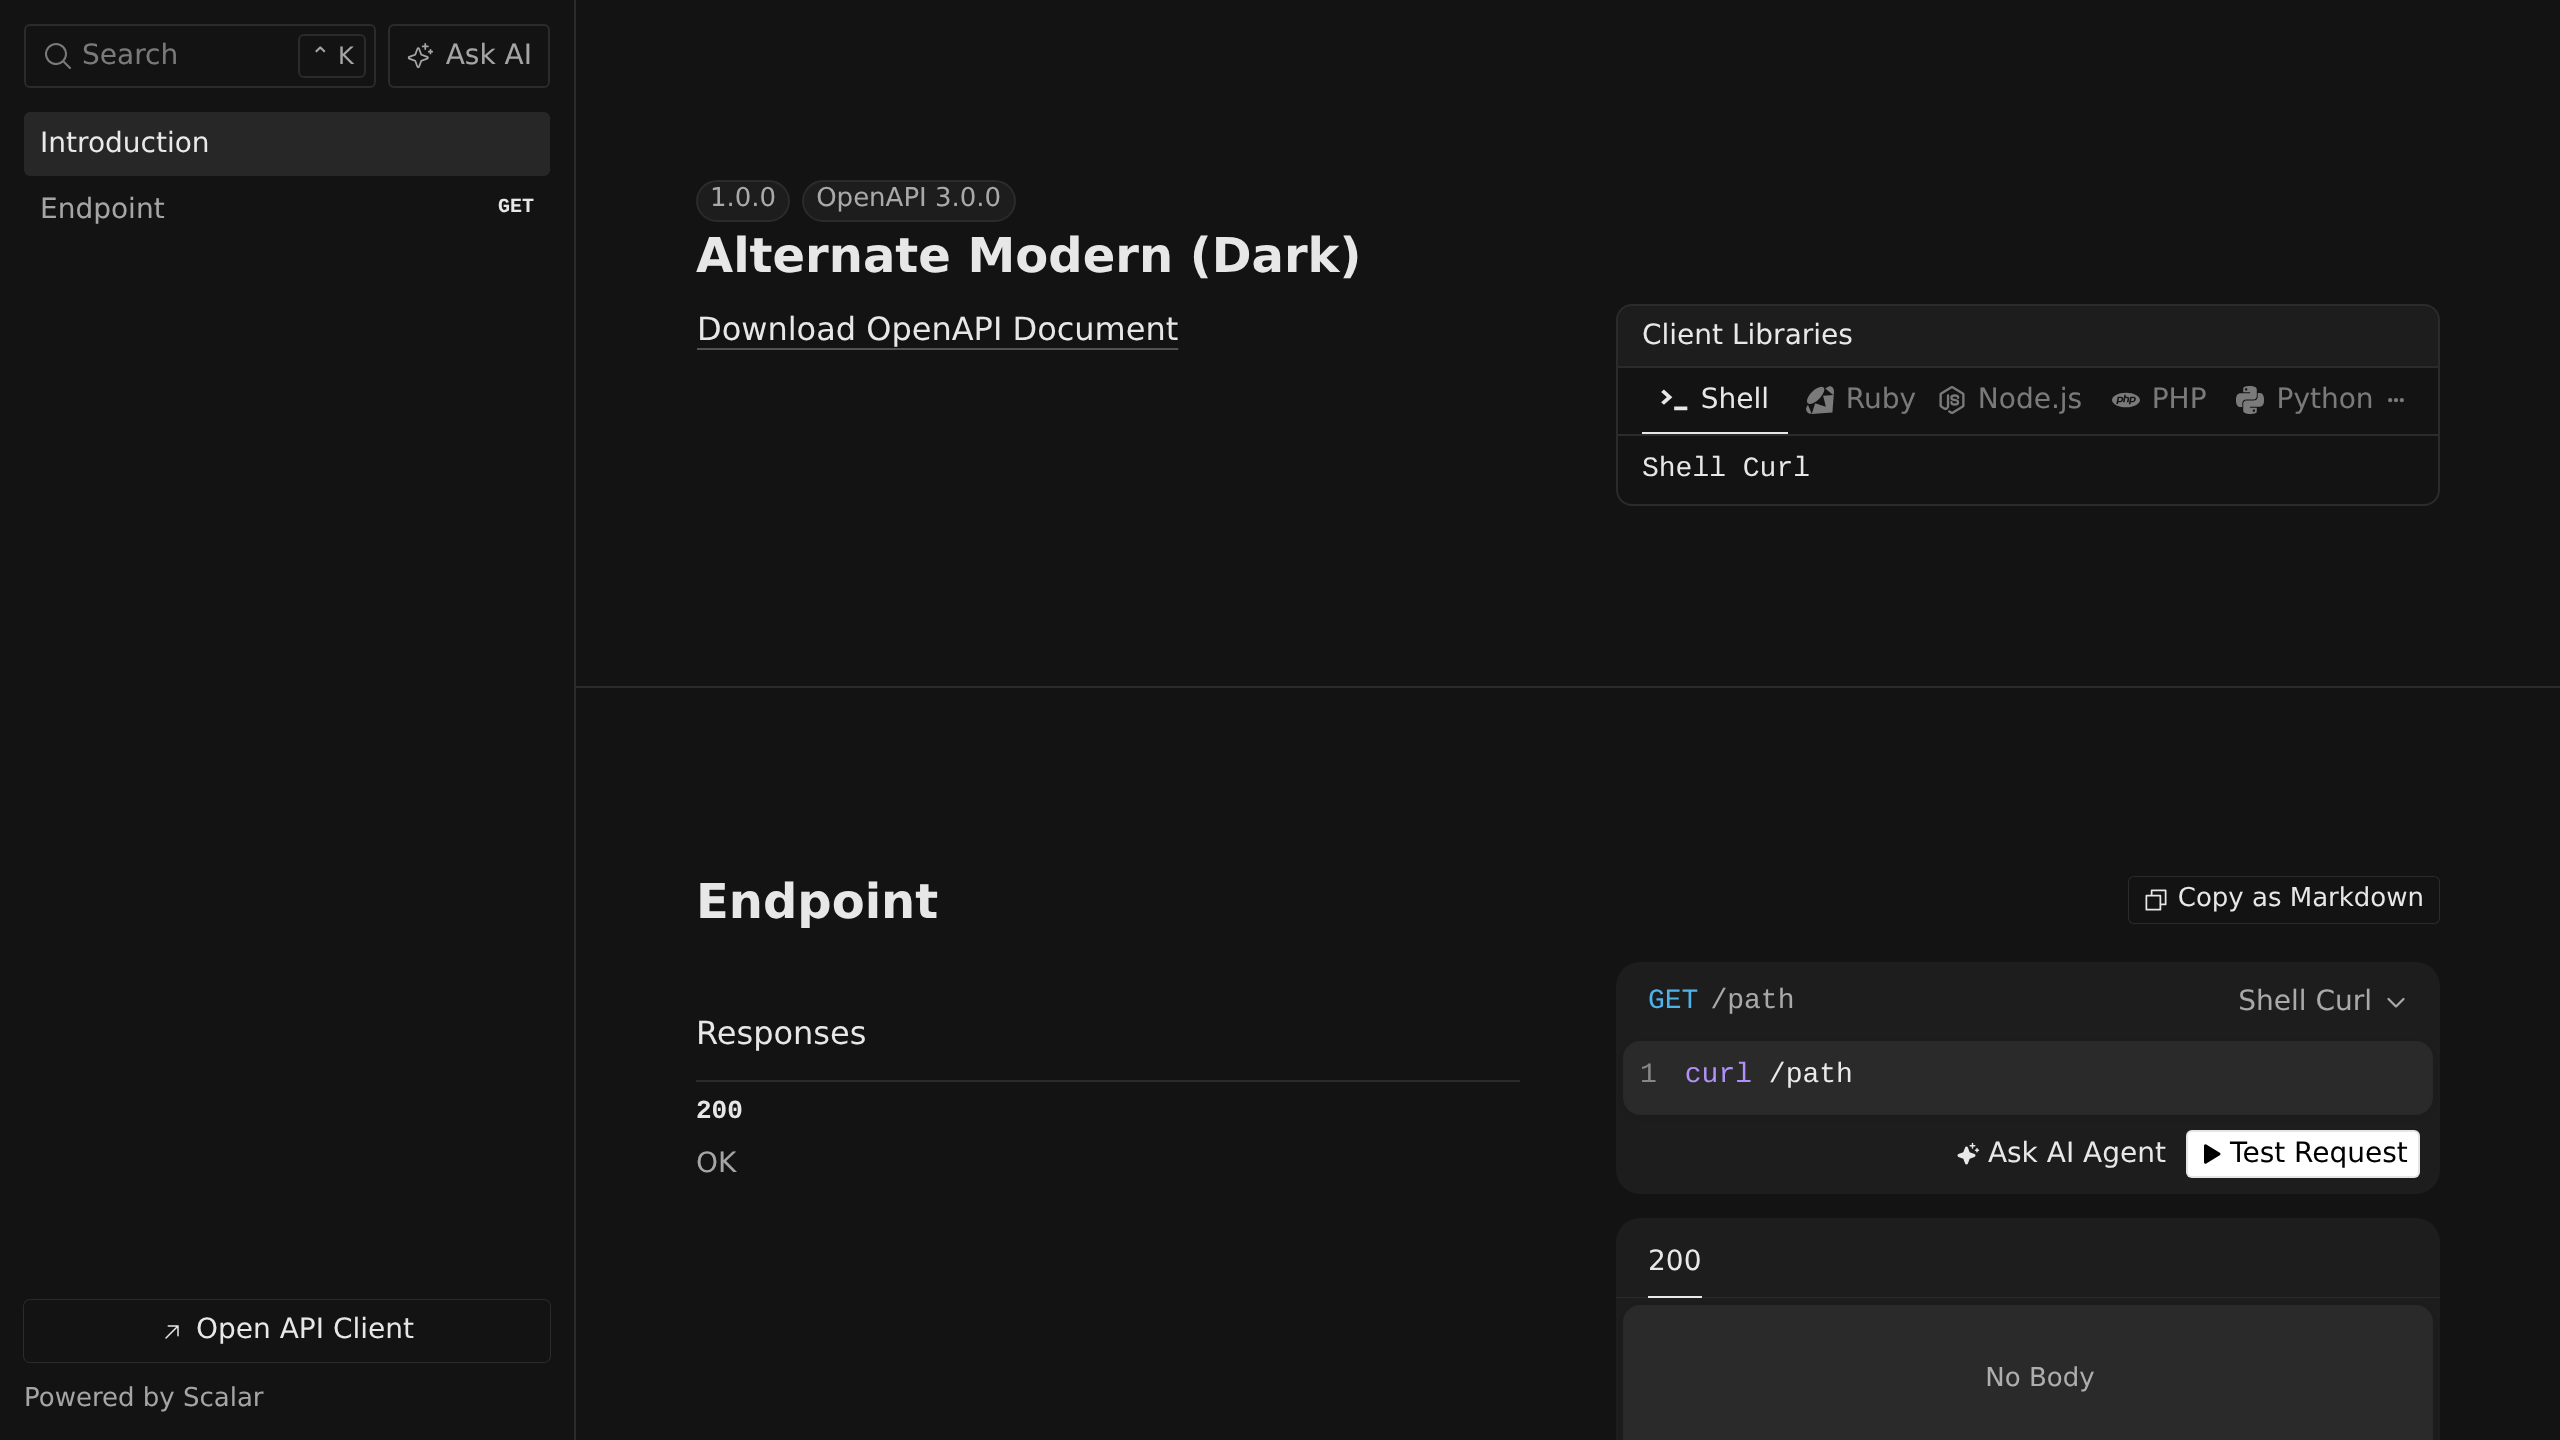 Search
⌃ K
Ask AI
Introduction
Endpoint
GET
Open API Client
Powered by Scalar
1.0.0
OpenAPI 3.0.0
Alternate Modern (Dark)
Download OpenAPI Document
Client Libraries
Shell
Ruby
Node.js
php
PHP
Python
Shell Curl
Endpoint
Copy as Markdown
Responses
200
OK
GET /path
Shell Curl
1 curl /path
Ask AI Agent
Test Request
200
No Body